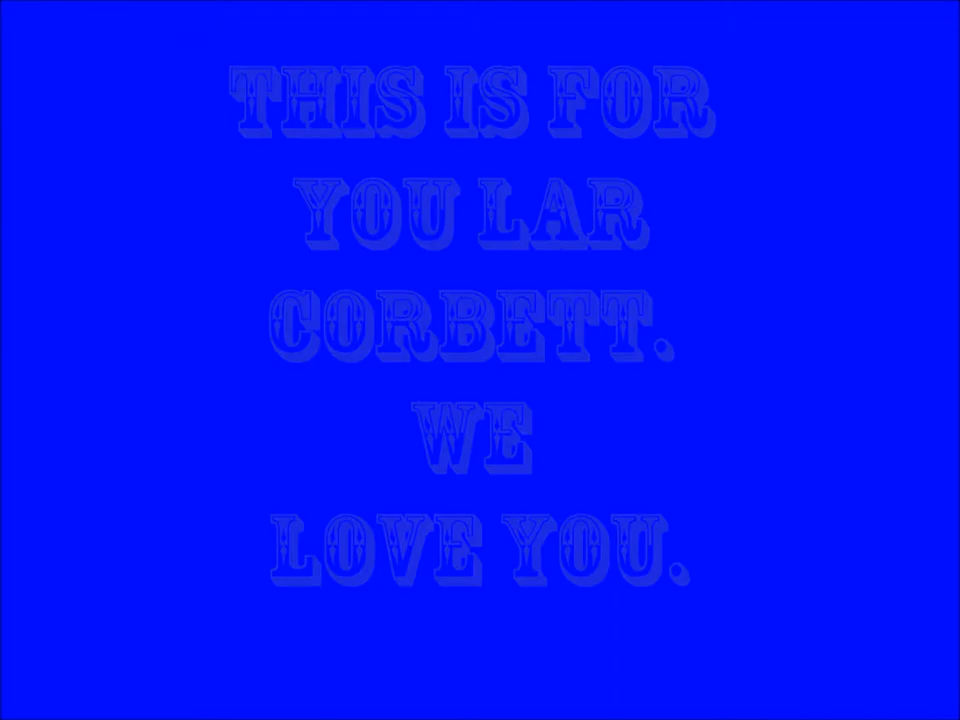 THIS IS FOR
YOU LAR
CORBETT.
WE
LOVE YOU.